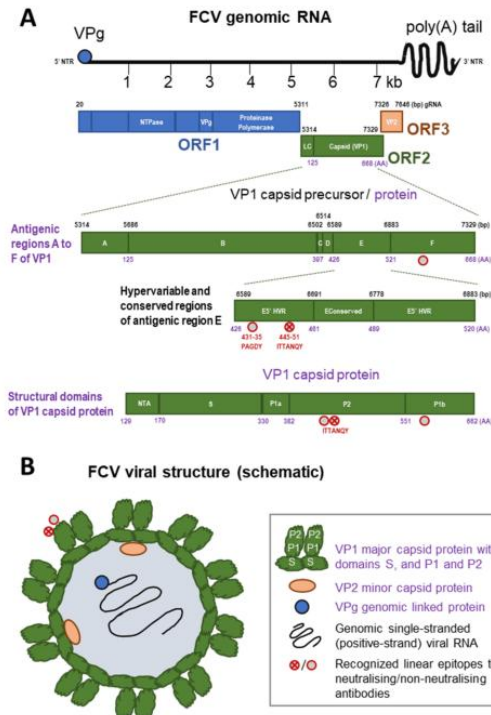 A
FCV genomic RNA
VPg
poly(A) tail
5' NTR
3' NTR
1 2 3 4 5 6 7 kb
20 5311 7326 7646 (bp) gRNA
NTPase VPg Proteinase Polymerase
VP2
ORF1
ORF3
5314 7329
LC Capsid (VP1)
ORF2
125 668 (AA)
VP1 capsid precursor/ protein
Antigenic regions A to F of VP1
5314 5686 6502 6514 6589 6883 7329 (bp)
A B C D E F
125 397 426 521 668 (AA)
Hypervariable and conserved regions of antigenic region E
6589 6691 6778 6883 (bp)
E5' HVR EConserved E5' HVR
426 461 489 520 (AA)
431-35 445-51
PAGDY ITTANQY
VP1 capsid protein
Structural domains of VP1 capsid protein
NTA S P1a P2 P1b
129 170 330 382 551 662 (AA)
ITTANQY
B
FCV viral structure (schematic)
P2 P2
P1 P1
S S
VP1 major capsid protein wit
domains S, and P1 and P2
VP2 minor capsid protein
VPg genomic linked protein
Genomic single-stranded
(positive-strand) viral RNA
Recognized linear epitopes t
neutralising/non-neutralising
antibodies